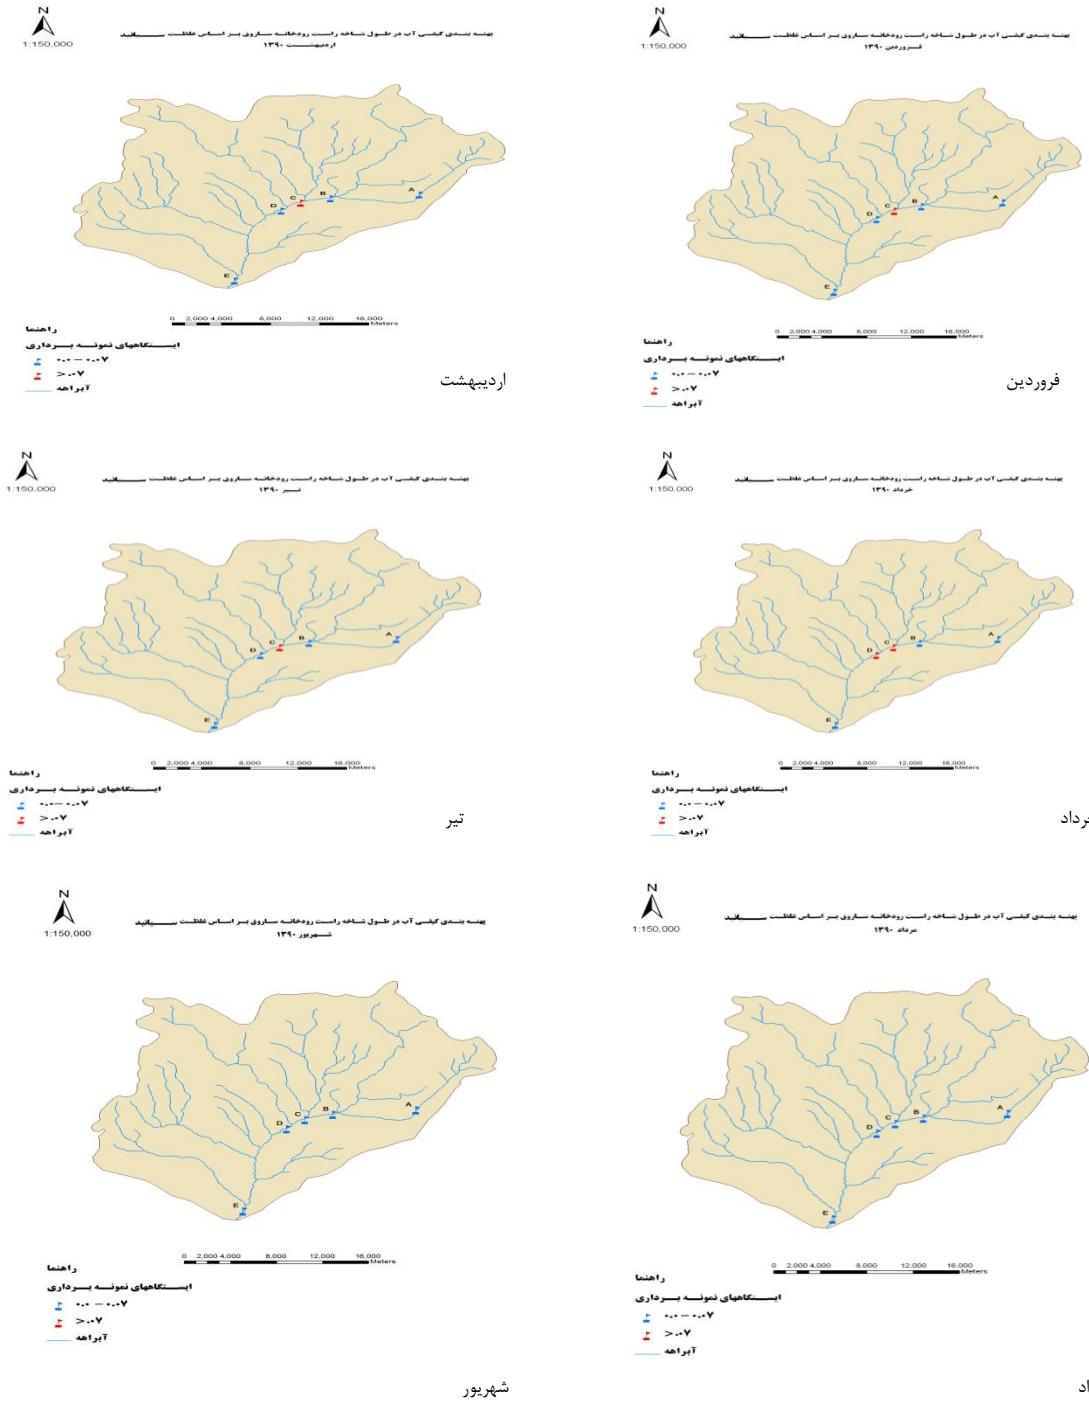 N
1:150,000
پهنه بندی کیفی آب در طول شاخه راست رودخانه ساروق بر اساس غلظت سیانید
فروردین ۱۳۹۰
A
B
C
D
E
0 2,000 4,000 8,000 12,000 16,000
Meters
راهنما
ایستگاههای نمونه برداری
۰.۰ – ۰.۰۷
>.۰۷
آبراهه
فروردین
N
1:150,000
پهنه بندی کیفی آب در طول شاخه راست رودخانه ساروق بر اساس غلظت سیانید
اردیبهشت ۱۳۹۰
A
B
C
D
E
0 2,000 4,000 8,000 12,000 16,000
Meters
راهنما
ایستگاههای نمونه برداری
۰.۰ – ۰.۰۷
>.۰۷
آبراهه
اردیبهشت
N
1:150,000
پهنه بندی کیفی آب در طول شاخه راست رودخانه ساروق بر اساس غلظت سیانید
خرداد ۱۳۹۰
A
B
C
D
E
0 2,000 4,000 8,000 12,000 16,000
Meters
راهنما
ایستگاههای نمونه برداری
۰.۰ – ۰.۰۷
>.۰۷
آبراهه
خرداد
N
1:150,000
پهنه بندی کیفی آب در طول شاخه راست رودخانه ساروق بر اساس غلظت سیانید
تیر ۱۳۹۰
A
B
C
D
E
0 2,000 4,000 8,000 16,000
Meters
راهنما
ایستگاههای نمونه برداری
۰.۰ – ۰.۰۷
>.۰۷
آبراهه
تیر
N
1:150,000
پهنه بندی کیفی آب در طول شاخه راست رودخانه ساروق بر اساس غلظت سیانید
مرداد ۱۳۹۰
A
B
C
D
E
0 2,000 4,000 8,000 12,000 16,000
Meters
راهنما
ایستگاههای نمونه برداری
۰.۰ – ۰.۰۷
>.۰۷
آبراهه
اد
N
1:150,000
پهنه بندی کیفی آب در طول شاخه راست رودخانه ساروق بر اساس غلظت سیانید
شهریور ۱۳۹۰
A
B
C
D
E
0 2,000 4,000 8,000 12,000 16,000
Meters
راهنما
ایستگاههای نمونه برداری
۰.۰ – ۰.۰۷
>.۰۷
آبراهه
شهریور